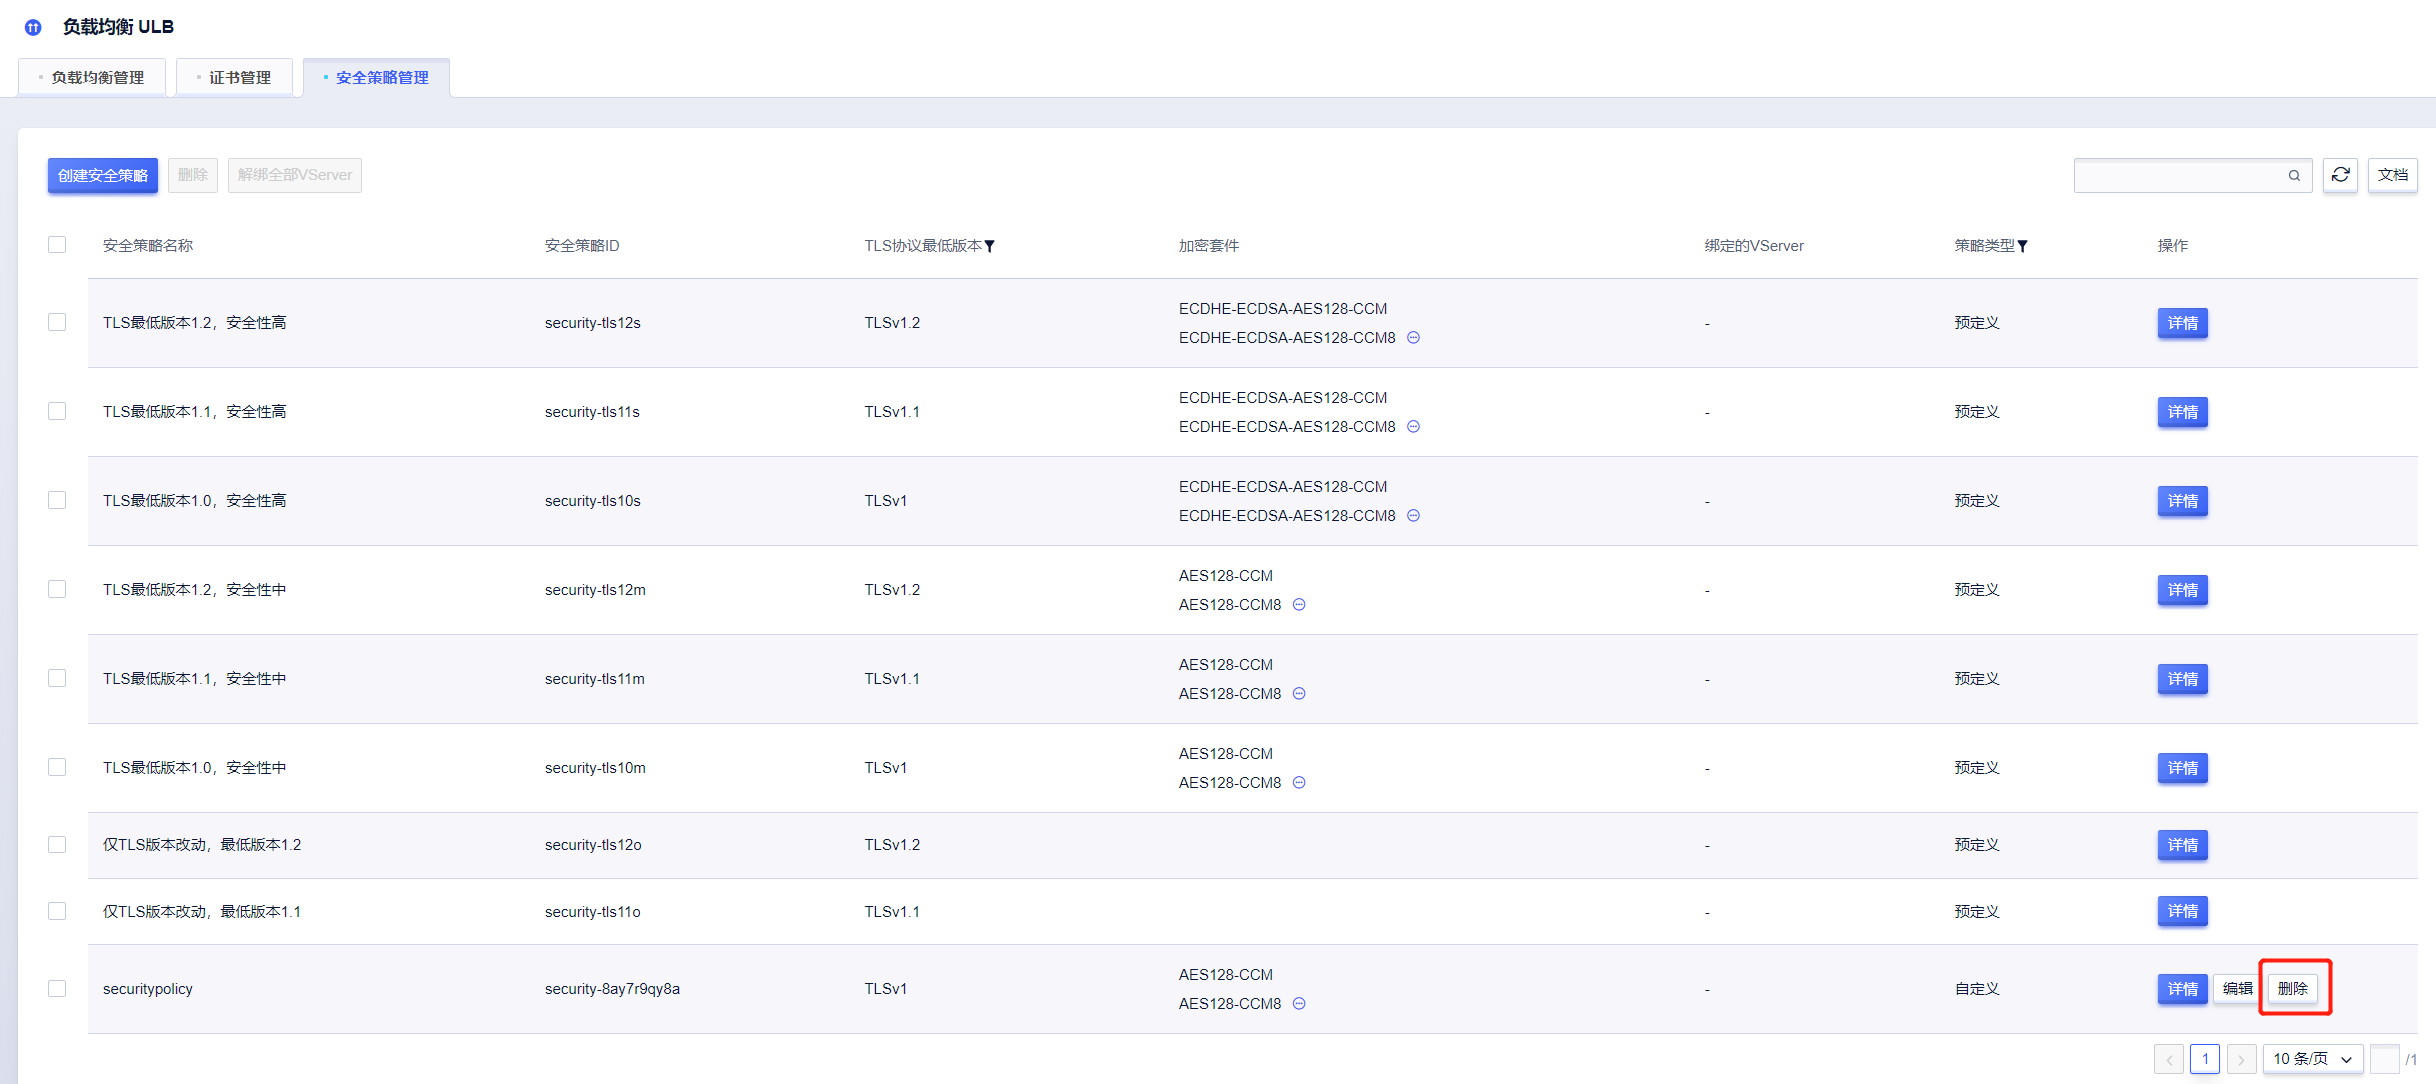 负载均衡 ULB
负载均衡管理
证书管理
安全策略管理
创建安全策略
删除
解绑全部VServer
文档
安全策略名称
安全策略ID
TLS协议最低版本
加密套件
绑定的VServer
策略类型
操作
TLS最低版本1.2，安全性高
security-tls12s
TLSv1.2
ECDHE-ECDSA-AES128-CCM
ECDHE-ECDSA-AES128-CCM8
-
预定义
详情
TLS最低版本1.1，安全性高
security-tls11s
TLSv1.1
ECDHE-ECDSA-AES128-CCM
ECDHE-ECDSA-AES128-CCM8
-
预定义
详情
TLS最低版本1.0，安全性高
security-tls10s
TLSv1
ECDHE-ECDSA-AES128-CCM
ECDHE-ECDSA-AES128-CCM8
-
预定义
详情
TLS最低版本1.2，安全性中
security-tls12m
TLSv1.2
AES128-CCM
AES128-CCM8
-
预定义
详情
TLS最低版本1.1，安全性中
security-tls11m
TLSv1.1
AES128-CCM
AES128-CCM8
-
预定义
详情
TLS最低版本1.0，安全性中
security-tls10m
TLSv1
AES128-CCM
AES128-CCM8
-
预定义
详情
仅TLS版本改动，最低版本1.2
security-tls12o
TLSv1.2
-
预定义
详情
仅TLS版本改动，最低版本1.1
security-tls11o
TLSv1.1
-
预定义
详情
securitypolicy
security-8ay7r9qy8a
TLSv1
AES128-CCM
AES128-CCM8
-
自定义
详情
编辑
删除
1
10 条/页
/1